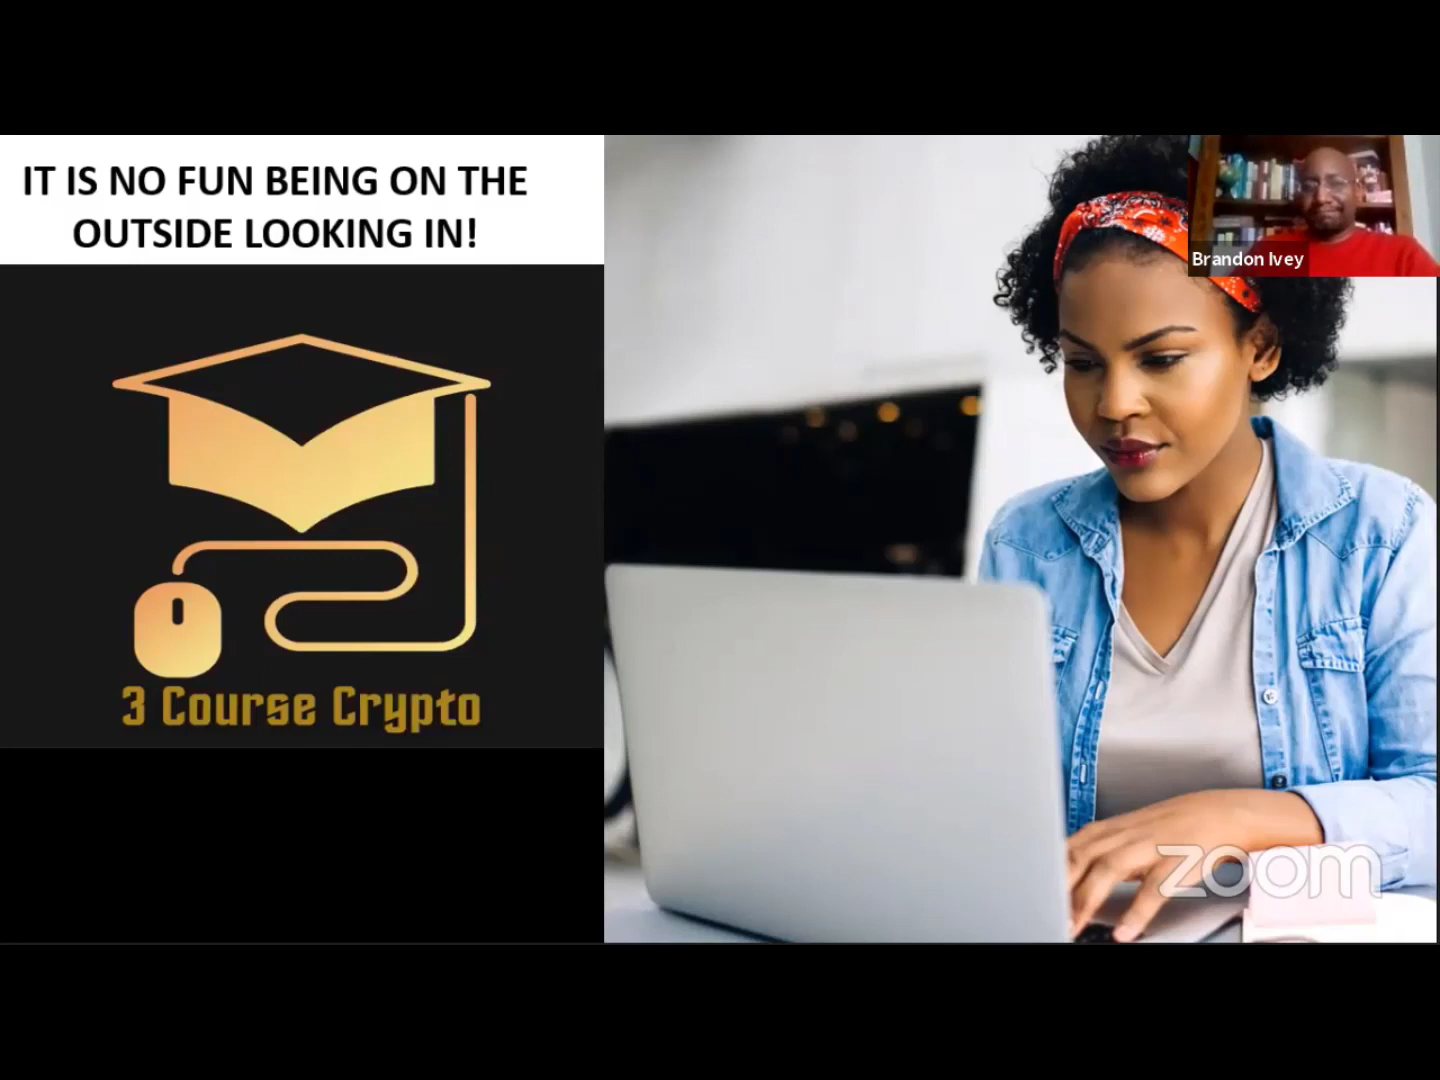 IT IS NO FUN BEING ON THE
OUTSIDE LOOKING IN!
Brandon Ivey
3 Course Crypto
zoom